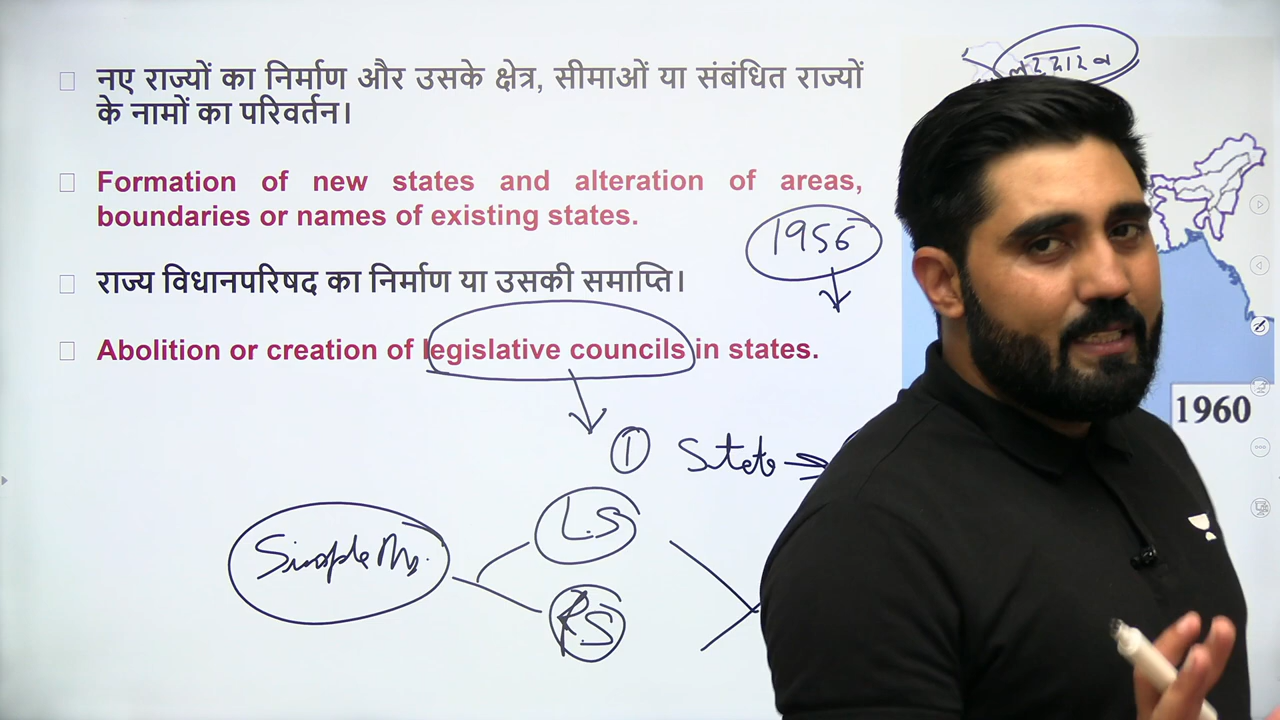 नए राज्यों का निर्माण और उसके क्षेत्र, सीमाओं या संबंधित राज्यों
के नामों का परिवर्तन।
Formation of new states and alteration of areas,
boundaries or names of existing states.
1956
राज्य विधानपरिषद का निर्माण या उसकी समाप्ति।
Abolition or creation of legislative councils in states.
1960
1 State
L.S
Simple M.
R.S